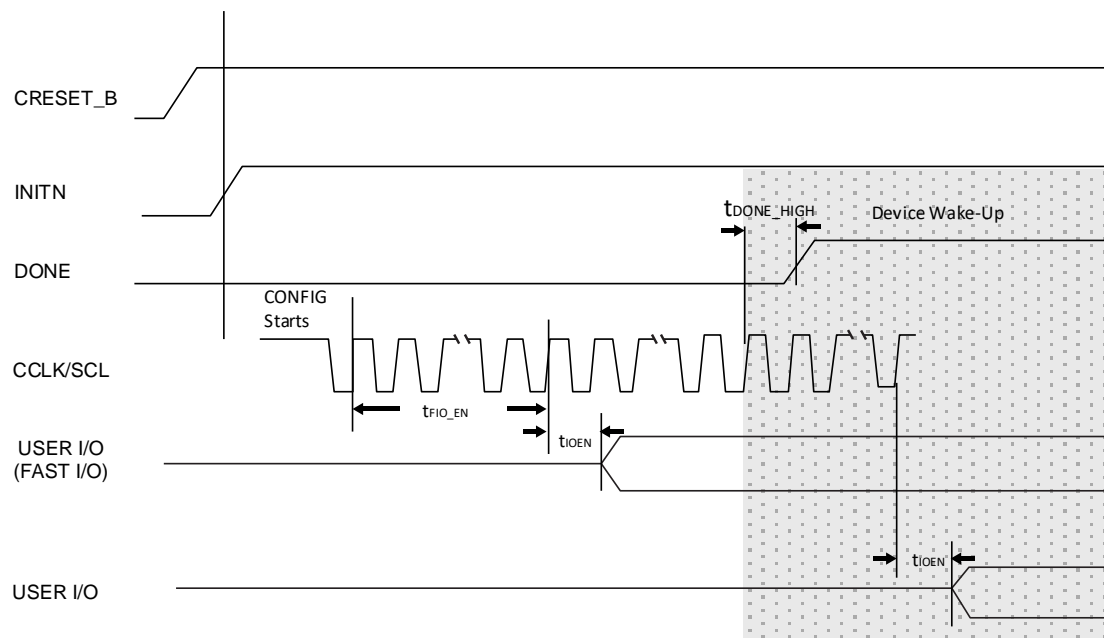 CRESET_B
INITN
tDONE_HIGH
Device Wake-Up
DONE
CONFIG
Starts
CCLK/SCL
tFIO_EN
USER I/O
(FAST I/O)
tIOEN
tIOEN
USER I/O